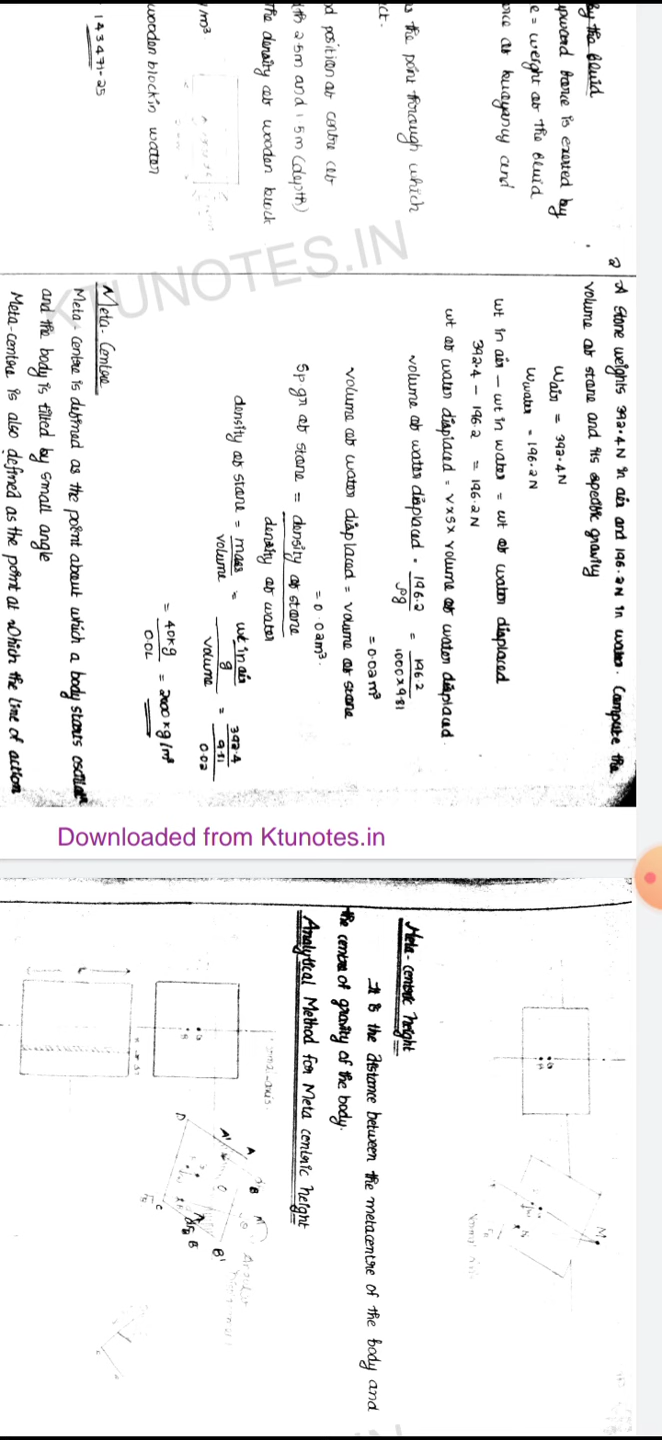 By the fluid
upward force is exerted by
e = weight of the fluid
rce of buoyancy and
s the point through which
ct.
d position of centre of
dth 2.5m and 1.5m (depth)
The density of wooden block
/m³
wooden block in water
143471.25
2 A stone weights 392.4N in air and 196.2N in water. Compute the
volume of stone and its specific gravity
Wair = 392.4N
Wwater = 196.2N
wt in air - wt in water = wt of water displaced
392.4 - 196.2 = 196.2N
wt of water displaced = volume of water displaced.
volume of water displaced = 196.2 / ρg = 196.2 / 1000×9.81
= 0.02m³
volume of water displaced = volume of stone
= 0.02m³.
Sp gr of stone = density of stone / density of water
density of stone = mass / volume = wt in air / g / volume = 392.4 / 9.81 / 0.02
= 40kg / 0.02 = 2000 kg/m³
Meta-Centre
Meta-Centre is defined as the point about which a body starts
and the body is tilted by small angle
Meta-centre is also defined as the point at which the line of action
KTUNOTES.IN
Downloaded from Ktunotes.in
Meta-centric height
It is the distance between the metacentre of the body and
the centre of gravity of the body.
Analytical Method for Meta centric height
M
G
A
A'
B
B'
D
C